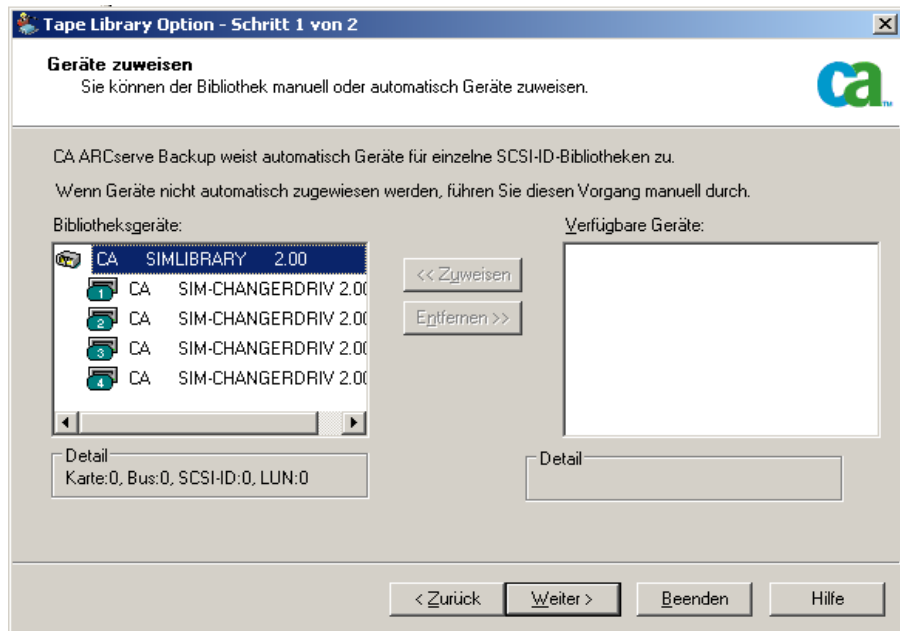 Tape Library Option - Schritt 1 von 2
Geräte zuweisen
Sie können der Bibliothek manuell oder automatisch Geräte zuweisen.
ca
CA ARCserve Backup weist automatisch Geräte für einzelne SCSI-ID-Bibliotheken zu.
Wenn Geräte nicht automatisch zugewiesen werden, führen Sie diesen Vorgang manuell durch.
Bibliotheksgeräte:
CA SIMLIBRARY 2.00
1 CA SIM-CHANGERDRIV 2.00
2 CA SIM-CHANGERDRIV 2.00
3 CA SIM-CHANGERDRIV 2.00
4 CA SIM-CHANGERDRIV 2.00
Detail
Karte:0, Bus:0, SCSI-ID:0, LUN:0
<< Zuweisen
Entfernen >>
Verfügbare Geräte:
Detail
< Zurück
Weiter >
Beenden
Hilfe